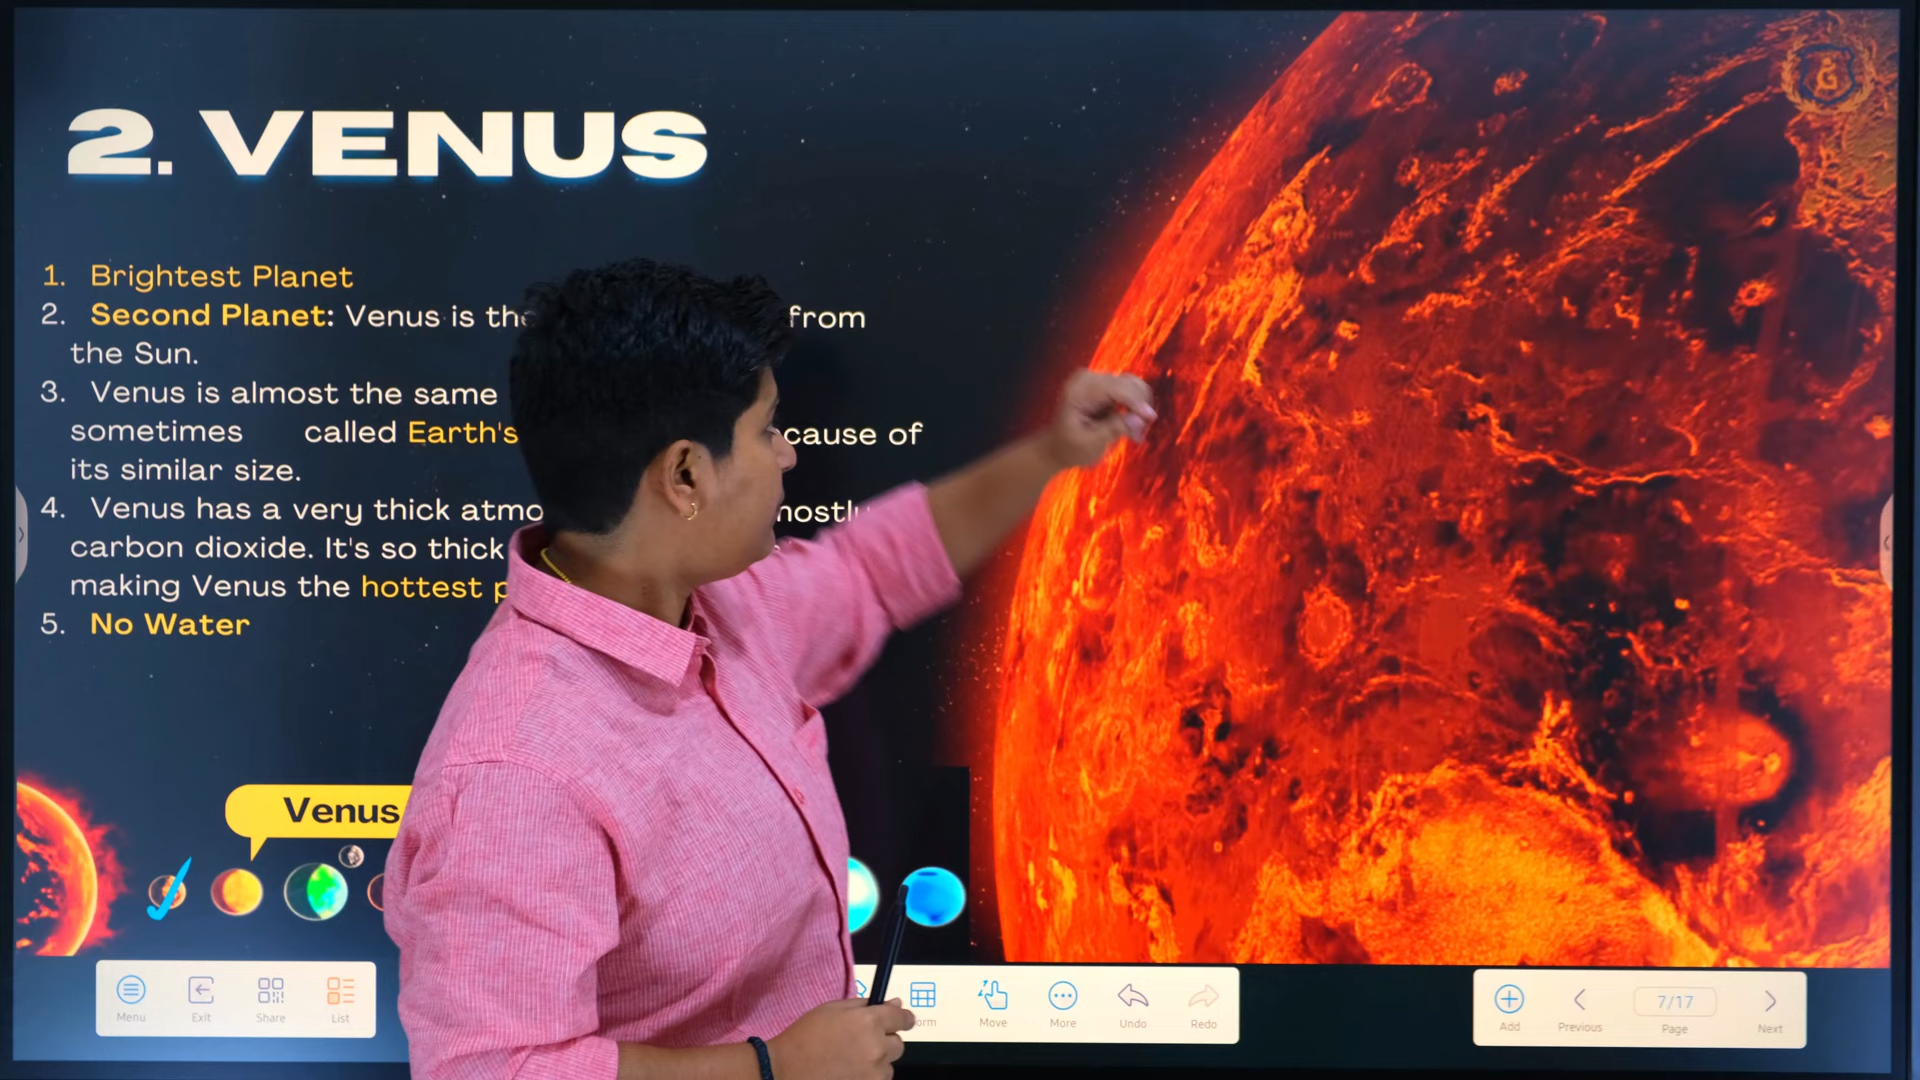 2. VENUS
1. Brightest Planet
2. Second Planet: Venus is the from
the Sun.
3. Venus is almost the same
sometimes called Earth's cause of
its similar size.
4. Venus has a very thick atmo mostly
carbon dioxide. It's so thick
making Venus the hottest p
5. No Water
Venus
Menu Exit Share List
orm Move More Undo Redo
Add Previous 7/17 Page Next